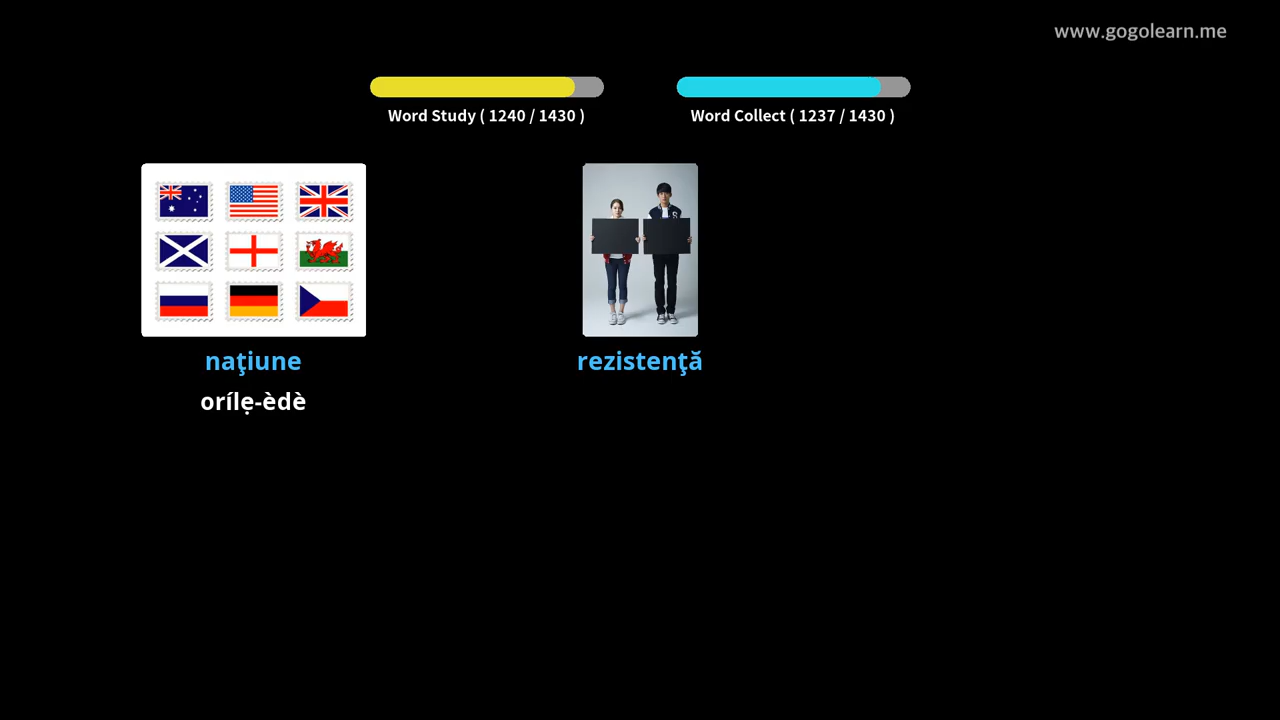 www.gogolearn.me
Word Study ( 1240 / 1430 )
Word Collect ( 1237 / 1430 )
naţiune
orílẹ-èdè
rezistenţă